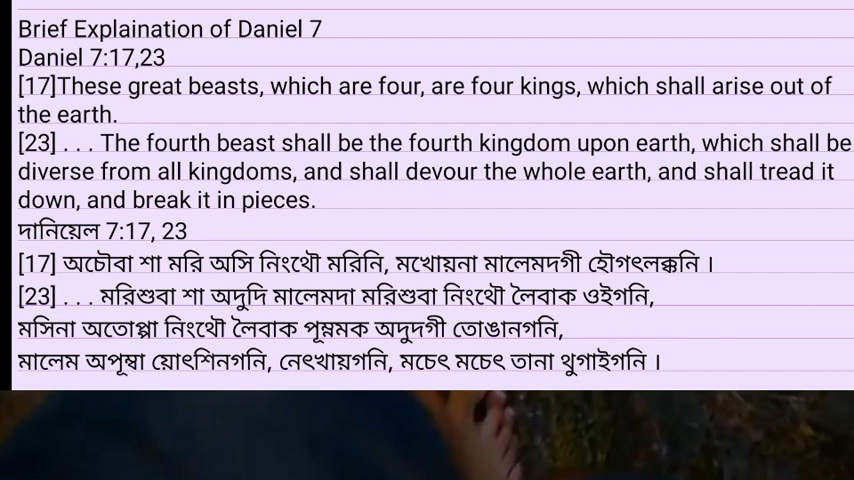 Brief Explaination of Daniel 7
Daniel 7:17,23
[17]These great beasts, which are four, are four kings, which shall arise out of
the earth.
[23] . . . The fourth beast shall be the fourth kingdom upon earth, which shall be
diverse from all kingdoms, and shall devour the whole earth, and shall tread it
down, and break it in pieces.
দানিয়েল 7:17, 23
[17] অচৌবা শা মরি অসি নিংথৌ মরিনি, মখোয়না মালেমদগী হৌগৎলক্কনি ।
[23] . . . মরিশুবা শা অদুদি মালেমদা মরিশুবা নিংথৌ লৈবাক ওইগনি,
মসিনা অতোপ্পা নিংথৌ লৈবাক পূম্নমক অদুদগী তোঙানগনি,
মালেম অপূম্বা য়োৎশিনগনি, নেৎখায়গনি, মচেৎ মচেৎ তানা থুগাইগনি ।